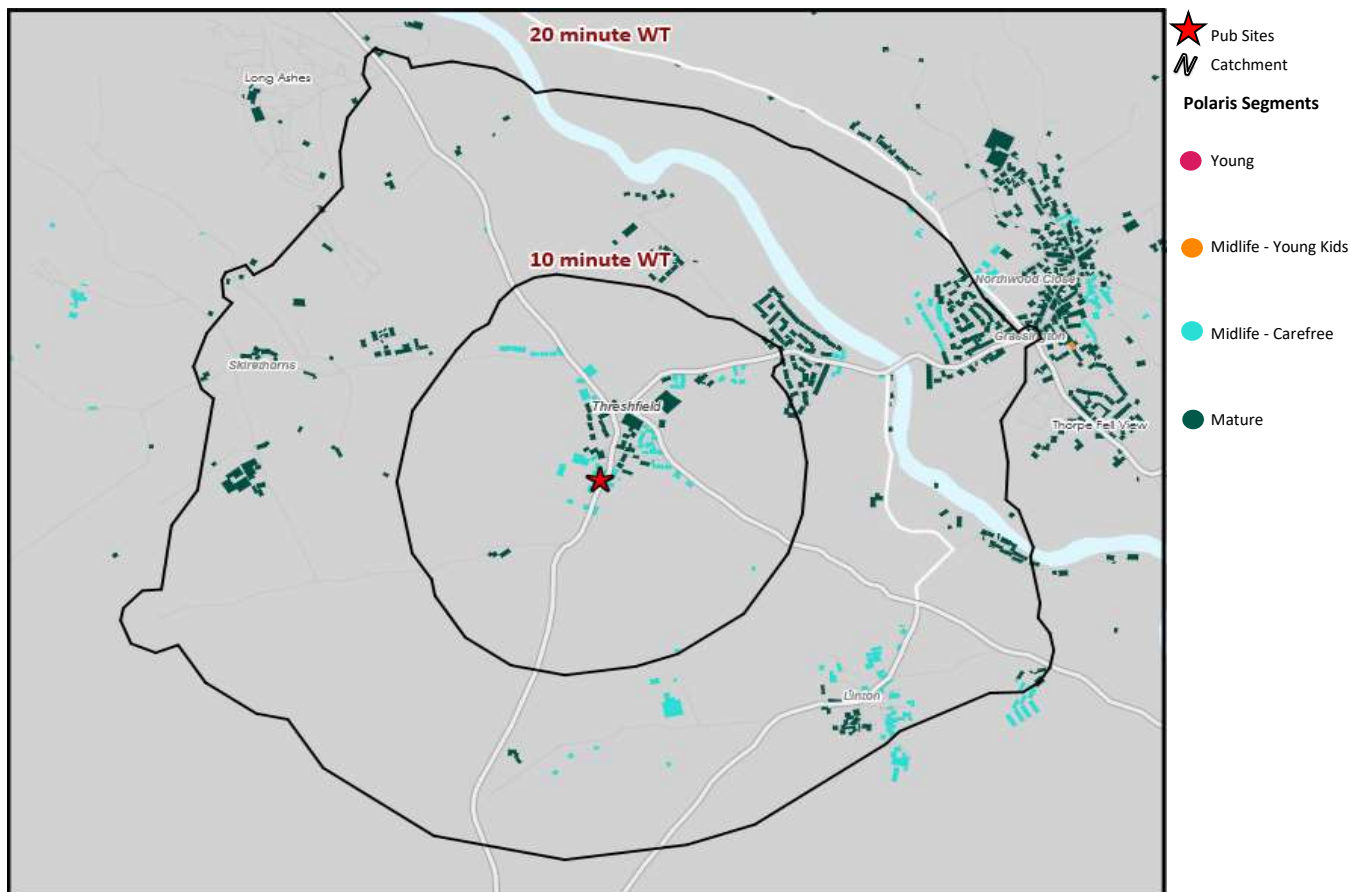 20 minute WT
Long Ashes
10 minute WT
Northwood Close
Grassington
Skirethorns
Threshfield
Thorpe Fell View
Linton
Pub Sites
Catchment
Polaris Segments
Young
Midlife - Young Kids
Midlife - Carefree
Mature